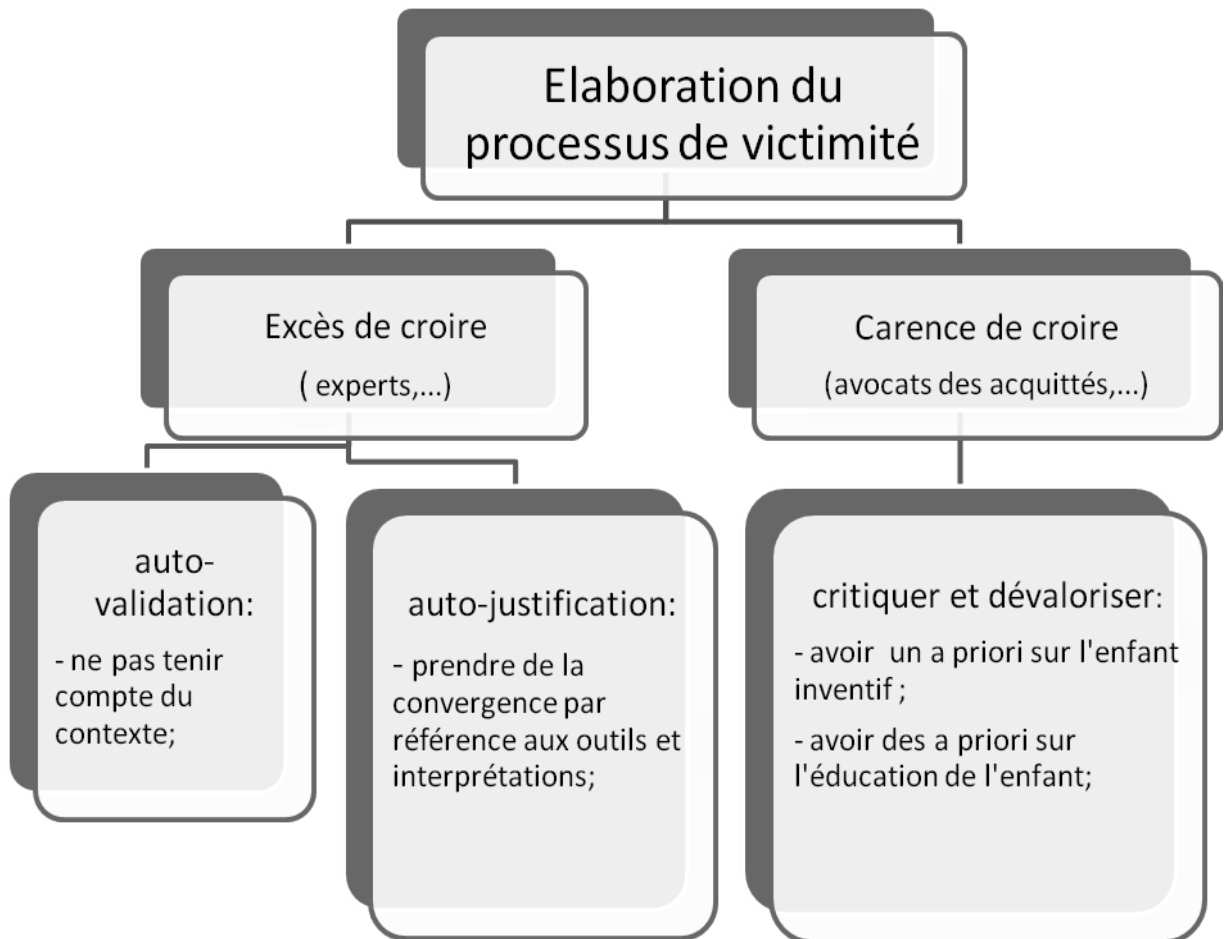 Elaboration du
processus de victimité
Excès de croire
( experts,...)
Carence de croire
(avocats des acquittés,...)
auto-
validation:
- ne pas tenir
compte du
contexte;
auto-justification:
- prendre de la
convergence par
référence aux outils et
interprétations;
critiquer et dévaloriser:
- avoir un a priori sur l'enfant
inventif ;
- avoir des a priori sur
l'éducation de l'enfant;